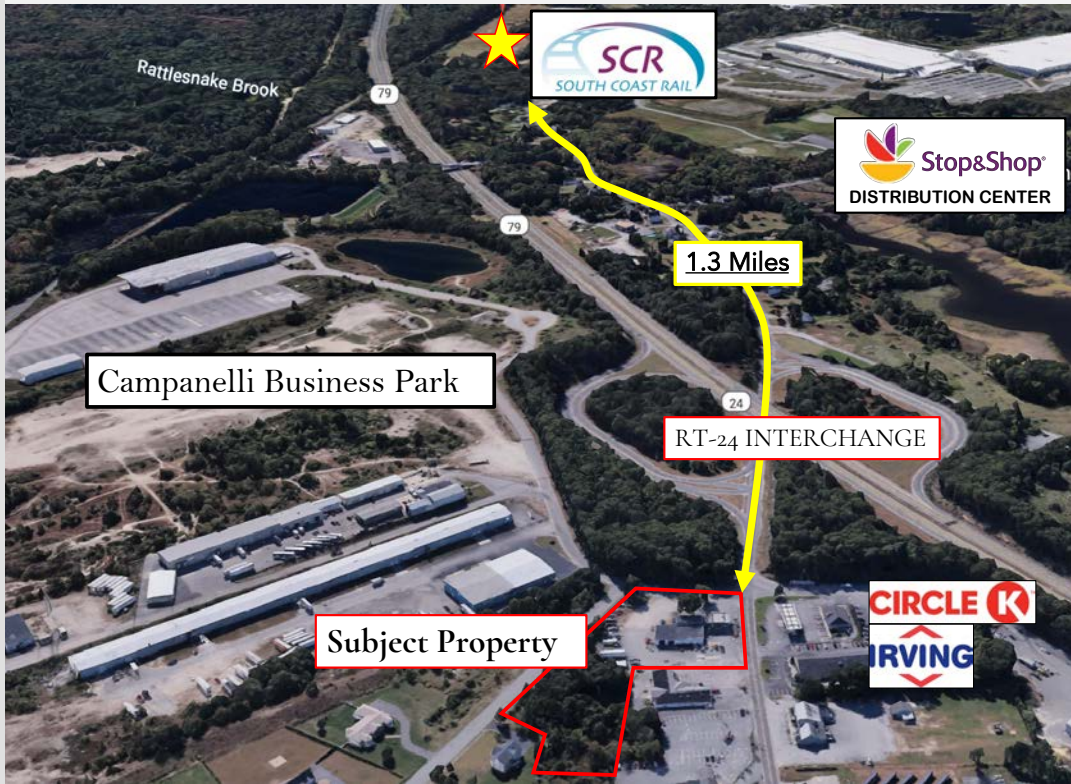 SCR
SOUTH COAST RAIL
Rattlesnake Brook
79
Stop&Shop®
DISTRIBUTION CENTER
79
1.3 Miles
Campanelli Business Park
24
RT-24 INTERCHANGE
CIRCLE K
Subject Property
IRVING